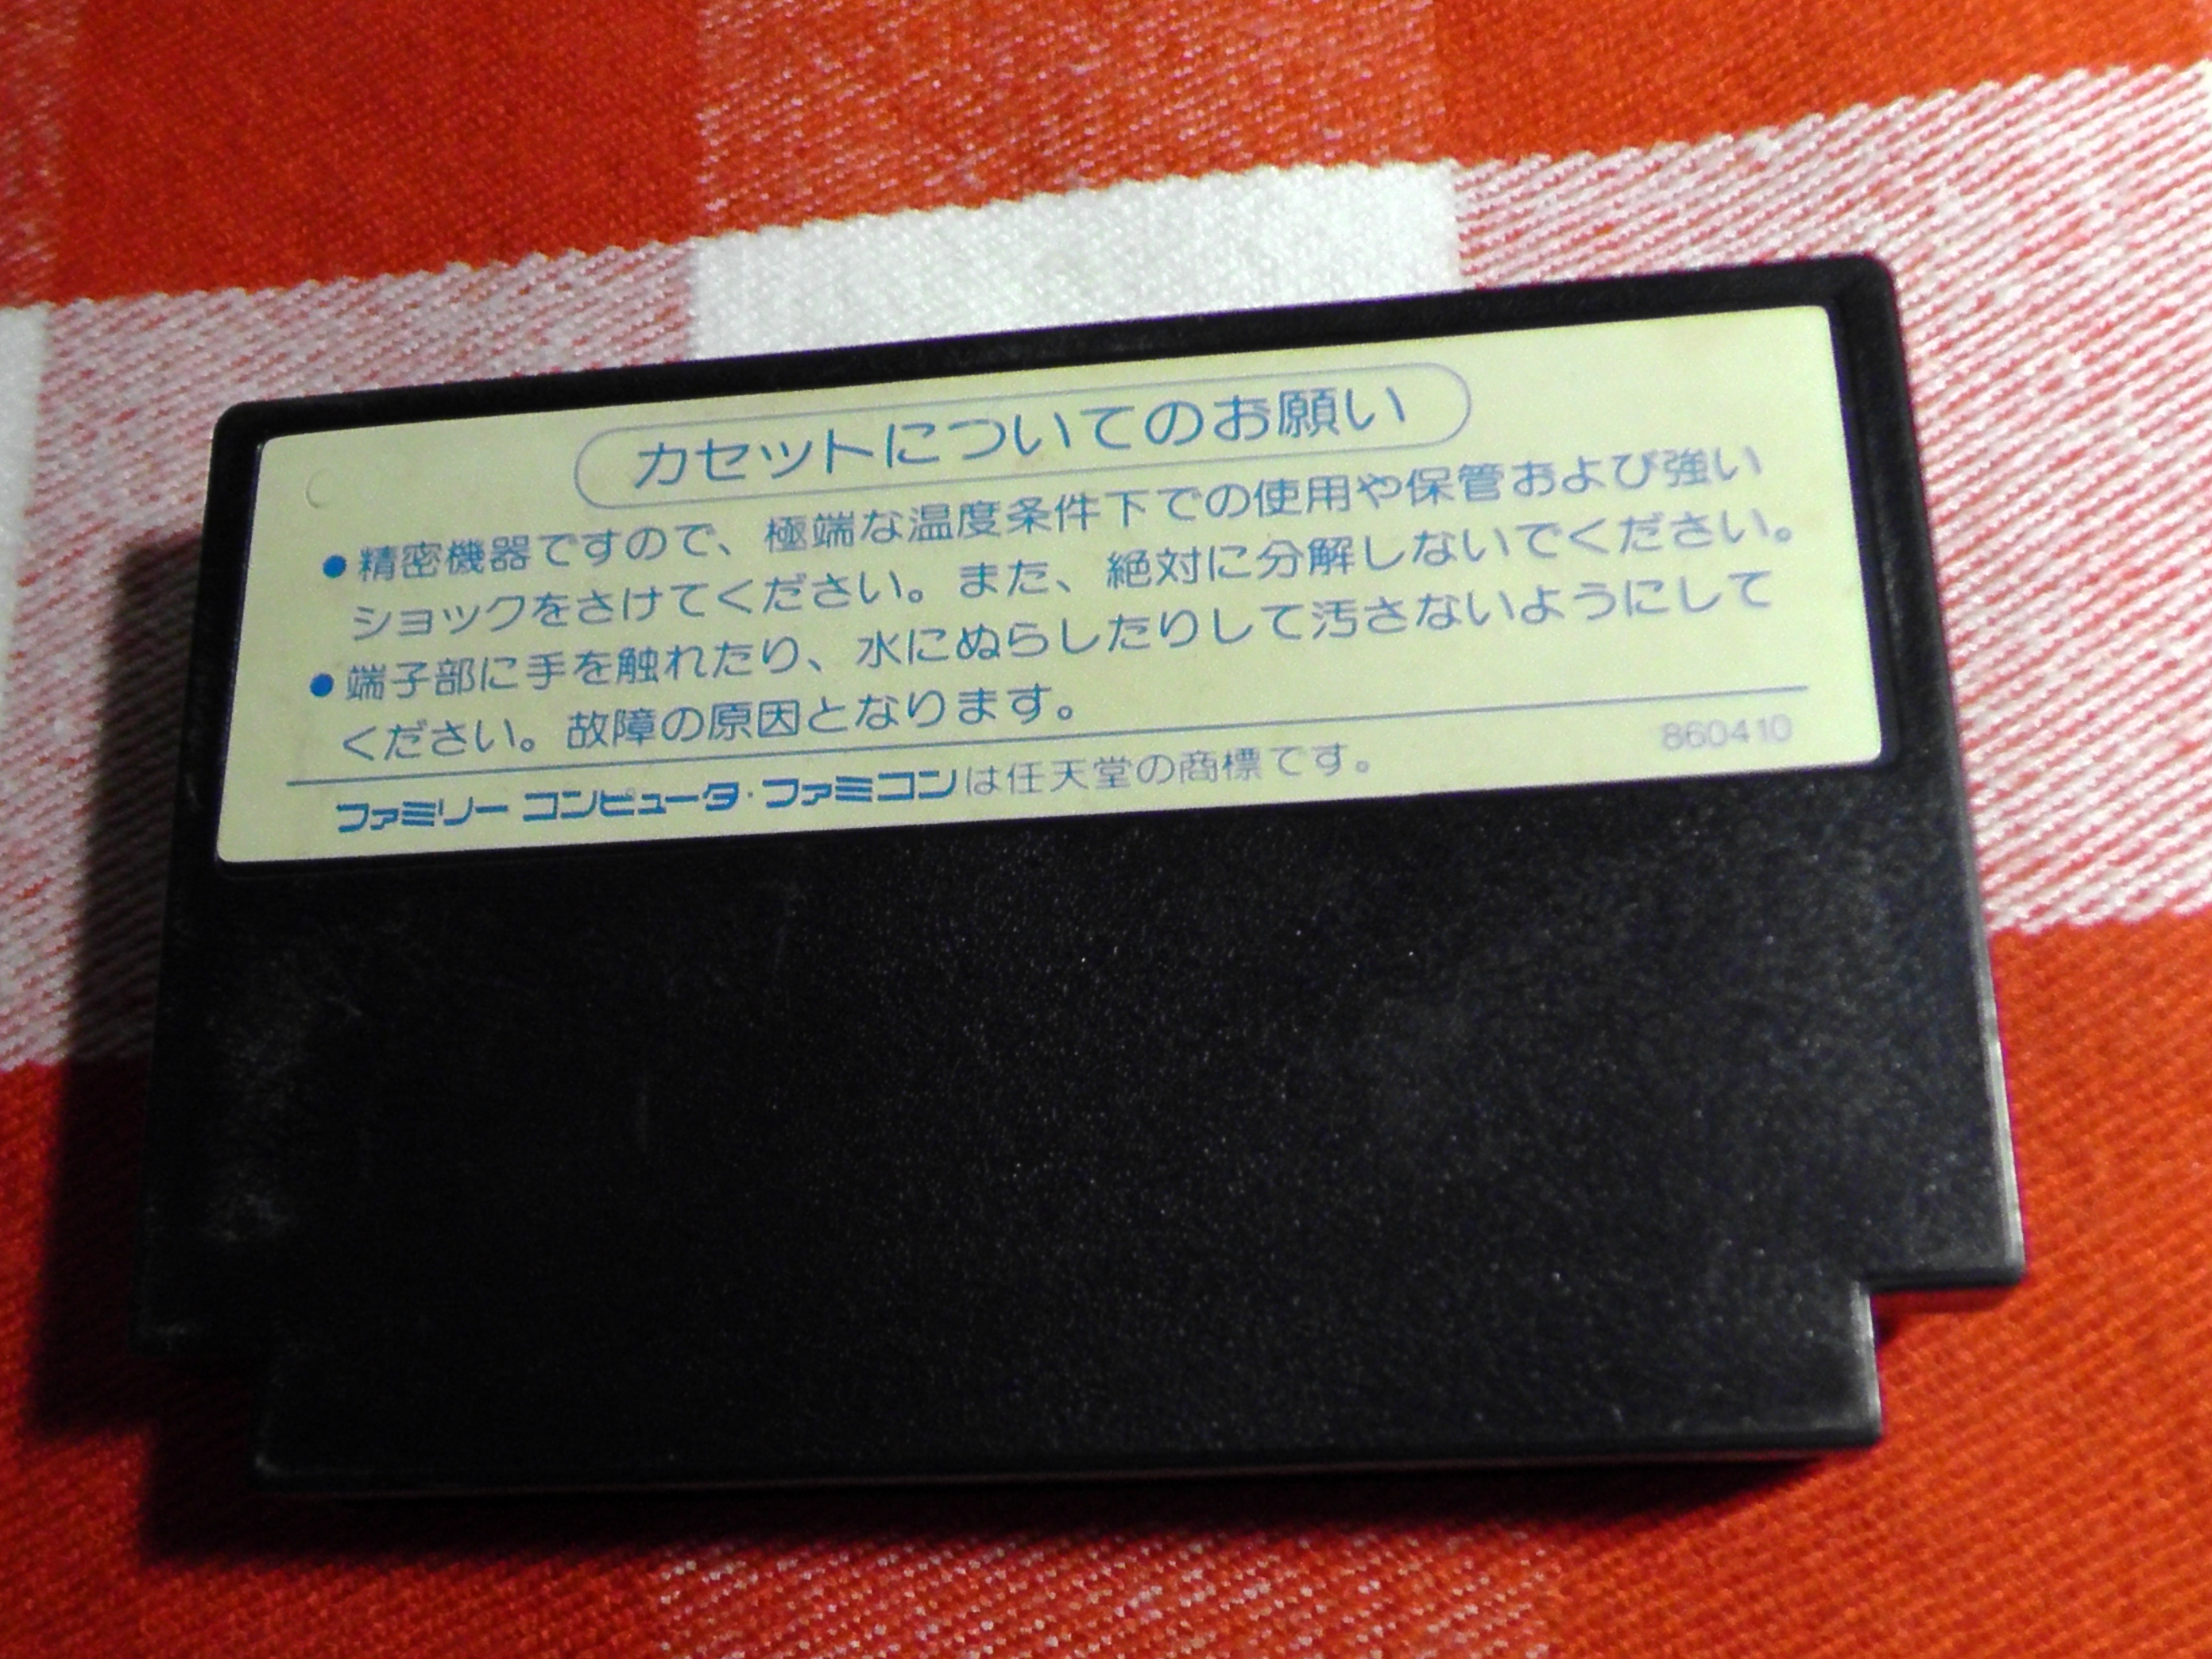 カセットについてのお願い
●精密機器ですので、極端な温度条件下での使用や保管および強い
ショックをさけてください。また、絶対に分解しないでください。
●端子部に手を触れたり、水にぬらしたりして汚さないようにして
ください。故障の原因となります。
860410
ファミリー コンピュータ・ファミコンは任天堂の商標です。